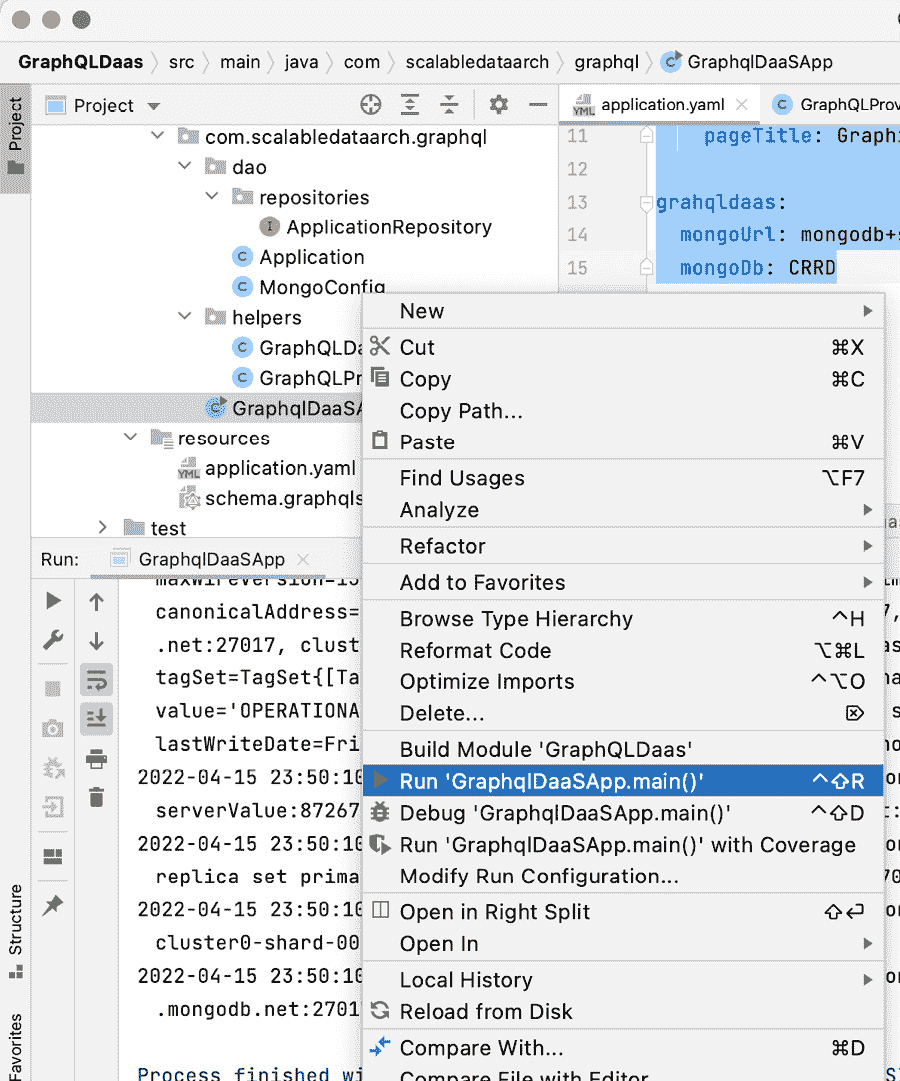 GraphQLDaas 〉 src 〉 main 〉 java 〉 com 〉 scalabledataarch 〉 graphql 〉 GraphqlDaaSApp
Project
Project
application.yaml
GraphQLProv
com.scalabledataarch.graphql
dao
repositories
ApplicationRepository
Application
MongoConfig
helpers
GraphQLDa
GraphQLPr
GraphqlDaaSA
resources
application.yaml
schema.graphqls
test
11 pageTitle: Graphi
12
13 grahqldaas:
14 mongoUrl: mongodb+s
15 mongoDb: CRRD
New
Cut ⌘X
Copy ⌘C
Copy Path...
Paste ⌘V
Find Usages ⌥F7
Analyze
Refactor
Add to Favorites
Browse Type Hierarchy ^H
Reformat Code ⌥⌘L
Optimize Imports ^⌥O
Delete... ⌦
Build Module 'GraphQLDaas'
Run 'GraphqlDaaSApp.main()' ^⇧R
Debug 'GraphqlDaaSApp.main()' ^⇧D
Run 'GraphqlDaaSApp.main()' with Coverage
Modify Run Configuration...
Open in Right Split ⇧⏎
Open In
Local History
Reload from Disk
Compare With... ⌘D
Compare File with Editor
Run: GraphqlDaaSApp
maxWireVersion=13
canonicalAddress=
.net:27017, clust
tagSet=TagSet{[Ta
value='OPERATIONA
lastWriteDate=Fri
2022-04-15 23:50:10
serverValue:87267
2022-04-15 23:50:10
replica set prima
2022-04-15 23:50:10
cluster0-shard-00
2022-04-15 23:50:10
.mongodb.net:2701
Process finished wi
Structure
Favorites